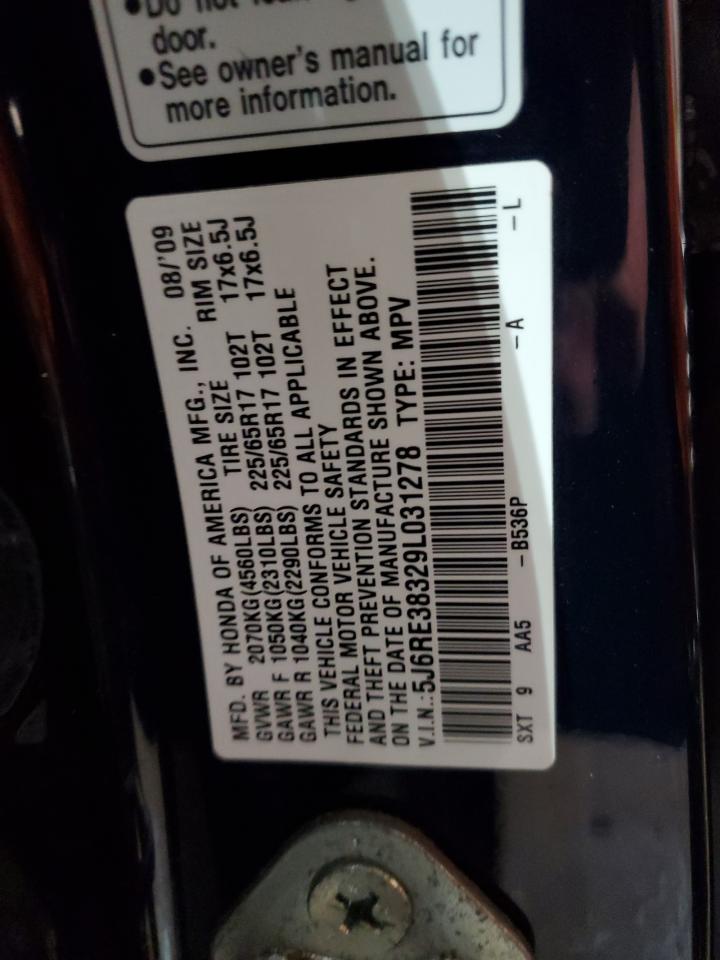 door.
•See owner's manual for
more information.
MFD. BY HONDA OF AMERICA MFG., INC. 08/'09
GVWR 2070KG(4560LBS) TIRE SIZE RIM SIZE
GAWR F 1050KG(2310LBS) 225/65R17 102T 17x6.5J
GAWR R 1040KG(2290LBS) 225/65R17 102T 17x6.5J
THIS VEHICLE CONFORMS TO ALL APPLICABLE
FEDERAL MOTOR VEHICLE SAFETY
AND THEFT PREVENTION STANDARDS IN EFFECT
ON THE DATE OF MANUFACTURE SHOWN ABOVE.
V.I.N.:5J6RE38329L031278 TYPE: MPV
SXT 9 AA5 -B536P -A -L